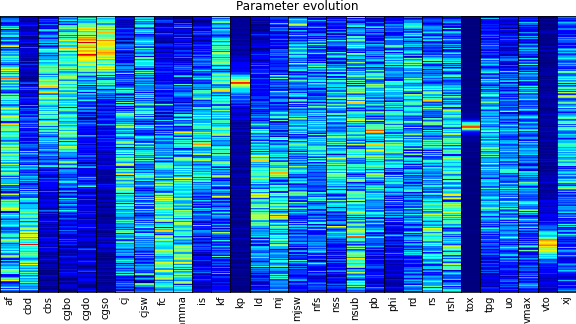 Parameter evolution
af
cbd
cbs
cgbo
cgdo
cgso
cj
cjsw
fc
is
kf
kp
ld
mj
mjsw
nfs
nss
nsub
pb
phi
rd
rs
rsh
tox
tpg
uo
vmax
vto
xj